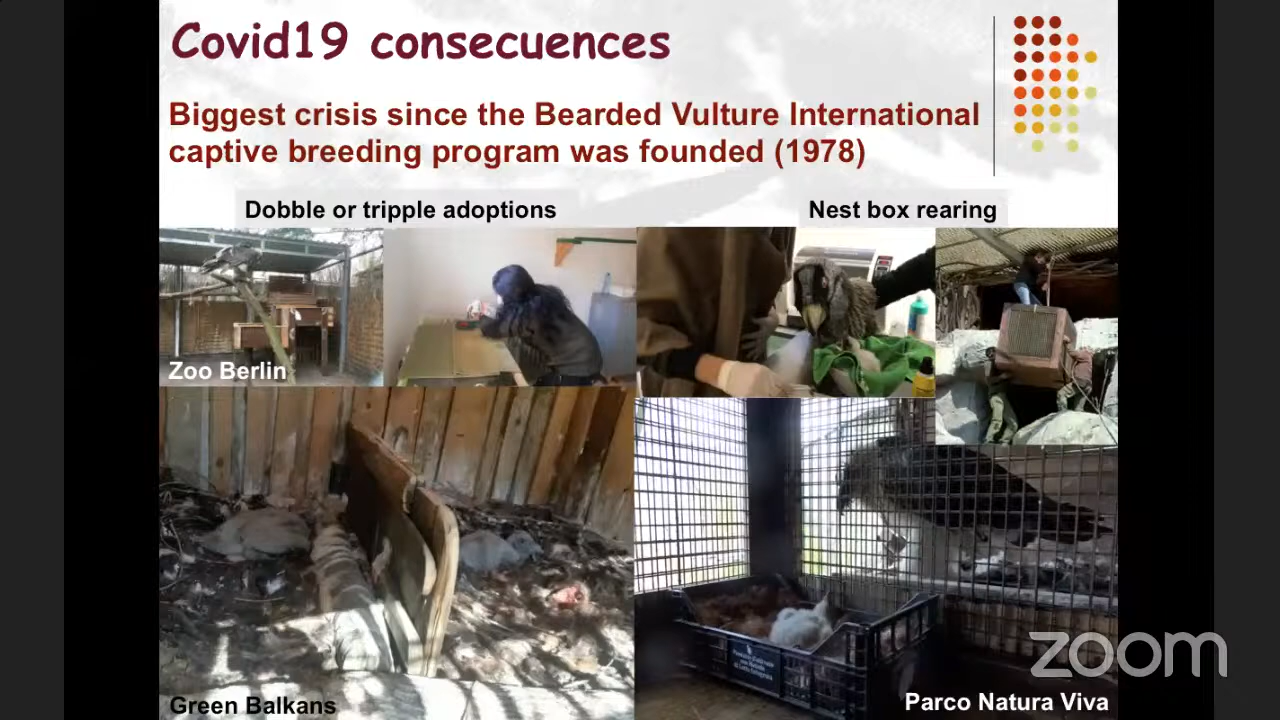 Covid19 consecuences
Biggest crisis since the Bearded Vulture International
captive breeding program was founded (1978)
Dobble or tripple adoptions
Nest box rearing
Zoo Berlin
Green Balkans
Parco Natura Viva
zoom